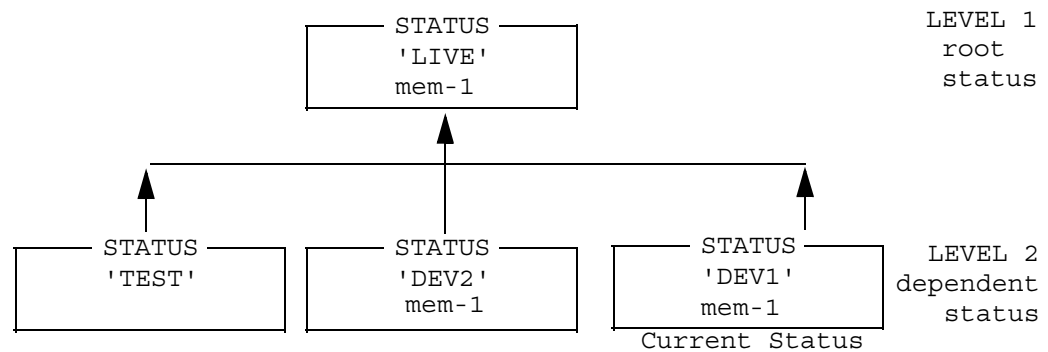 STATUS
'LIVE'
mem-1
LEVEL 1
root
status
STATUS
'TEST'
STATUS
'DEV2'
mem-1
STATUS
'DEV1'
mem-1
Current Status
LEVEL 2
dependent
status